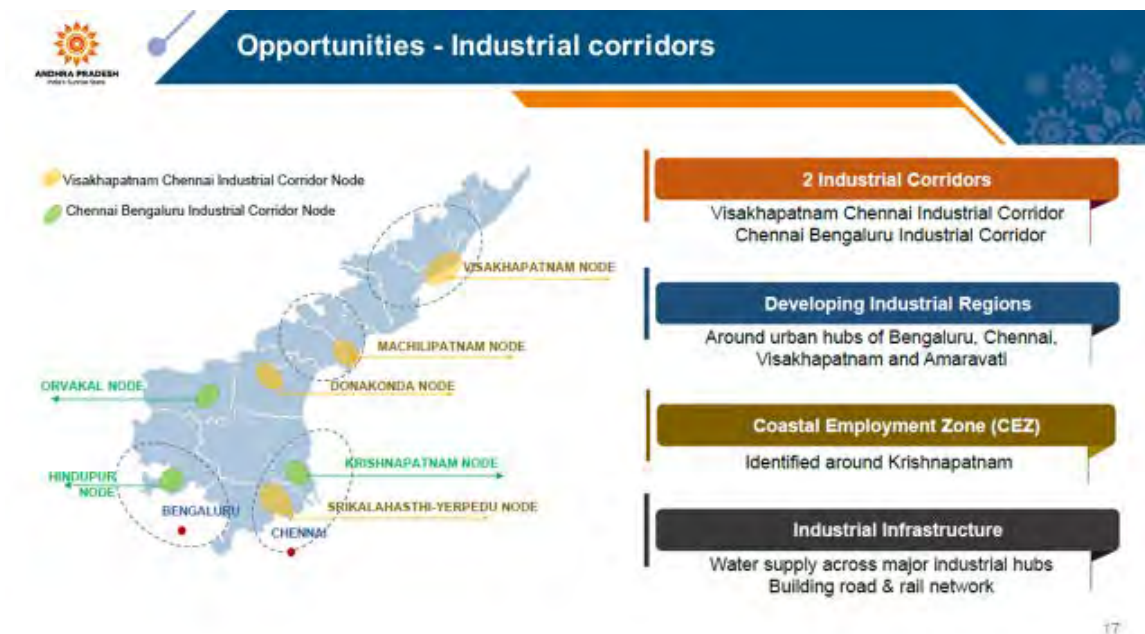 ANDHRA PRADESH
India's Sunrise State
Opportunities - Industrial corridors
Visakhapatnam Chennai Industrial Corridor Node
Chennai Bengaluru Industrial Corridor Node
VISAKHAPATNAM NODE
MACHILIPATNAM NODE
DONAKONDA NODE
ORVAKAL NODE
KRISHNAPATNAM NODE
HINDUPUR
NODE
SRIKALAHASTHI-YERPEDU NODE
BENGALURU
CHENNAI
2 Industrial Corridors
Visakhapatnam Chennai Industrial Corridor
Chennai Bengaluru Industrial Corridor
Developing Industrial Regions
Around urban hubs of Bengaluru, Chennai,
Visakhapatnam and Amaravati
Coastal Employment Zone (CEZ)
Identified around Krishnapatnam
Industrial Infrastructure
Water supply across major industrial hubs
Building road & rail network
17